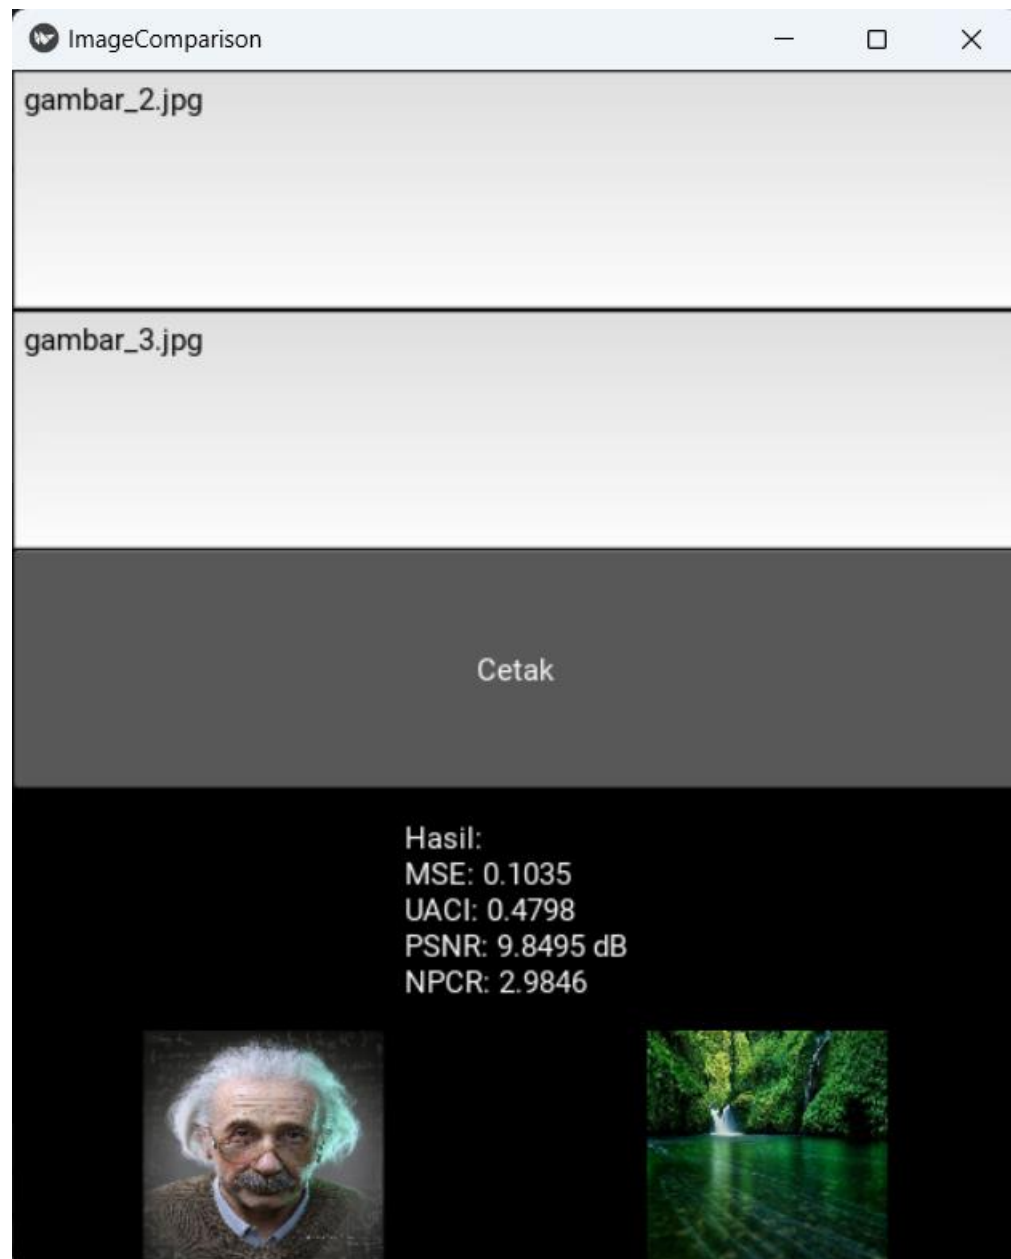 ImageComparison
gambar_2.jpg
gambar_3.jpg
Cetak
Hasil:
MSE: 0.1035
UACI: 0.4798
PSNR: 9.8495 dB
NPCR: 2.9846